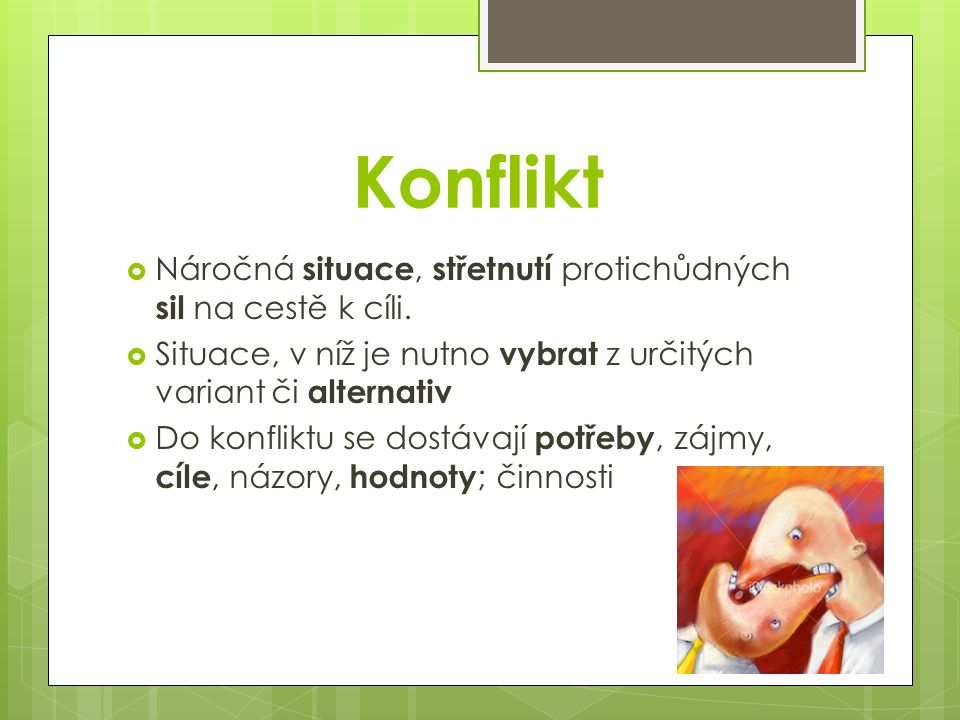 Konflikt
Náročná situace, střetnutí protichůdných
sil na cestě k cíli.
Situace, v níž je nutno vybrat z určitých
variant či alternativ
Do konfliktu se dostávají potřeby, zájmy,
cíle, názory, hodnoty; činnosti
iStockphoto